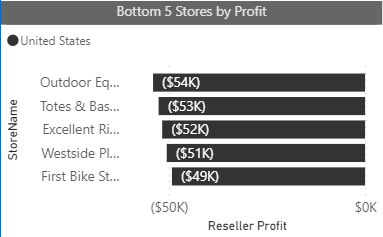 Bottom 5 Stores by Profit
United States
StoreName
Outdoor Eq... ($54K)
Totes & Bas... ($53K)
Excellent Ri... ($52K)
Westside Pl... ($51K)
First Bike St... ($49K)
($50K) $0K
Reseller Profit